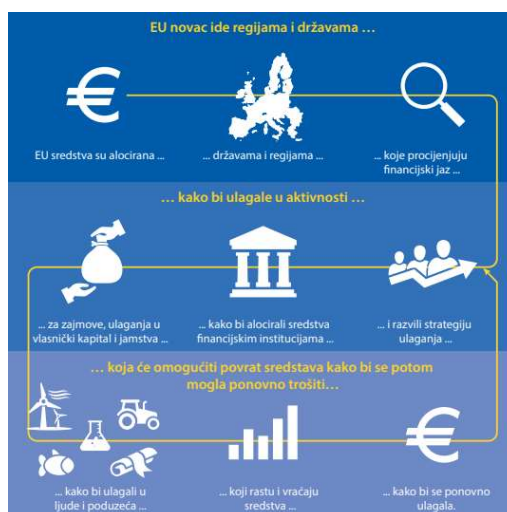 EU novac ide regijama i državama ...
EU sredstva su alocirana ...
... državama i regijama ...
... koje procijenjuju
financijski jaz ...
... kako bi ulagale u aktivnosti ...
... za zajmove, ulaganja u
vlasnički kapital i jamstva ...
... kako bi alocirali sredstva
financijskim institucijama ...
... i razvili strategiju
ulaganja ...
... koja će omogućiti povrat sredstava kako bi se potom
mogla ponovno trošiti...
... kako bi ulagali u
ljude i poduzeća ...
... koji rastu i vraćaju
sredstva ...
... kako bi se ponovno
ulagala.